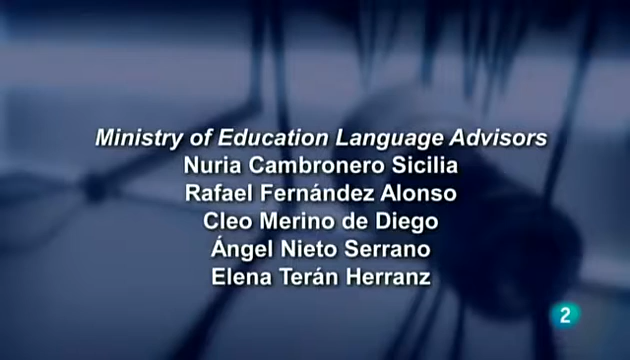 Ministry of Education Language Advisors
Nuria Cambronero Sicilia
Rafael Fernández Alonso
Cleo Merino de Diego
Ángel Nieto Serrano
Elena Terán Herranz
2